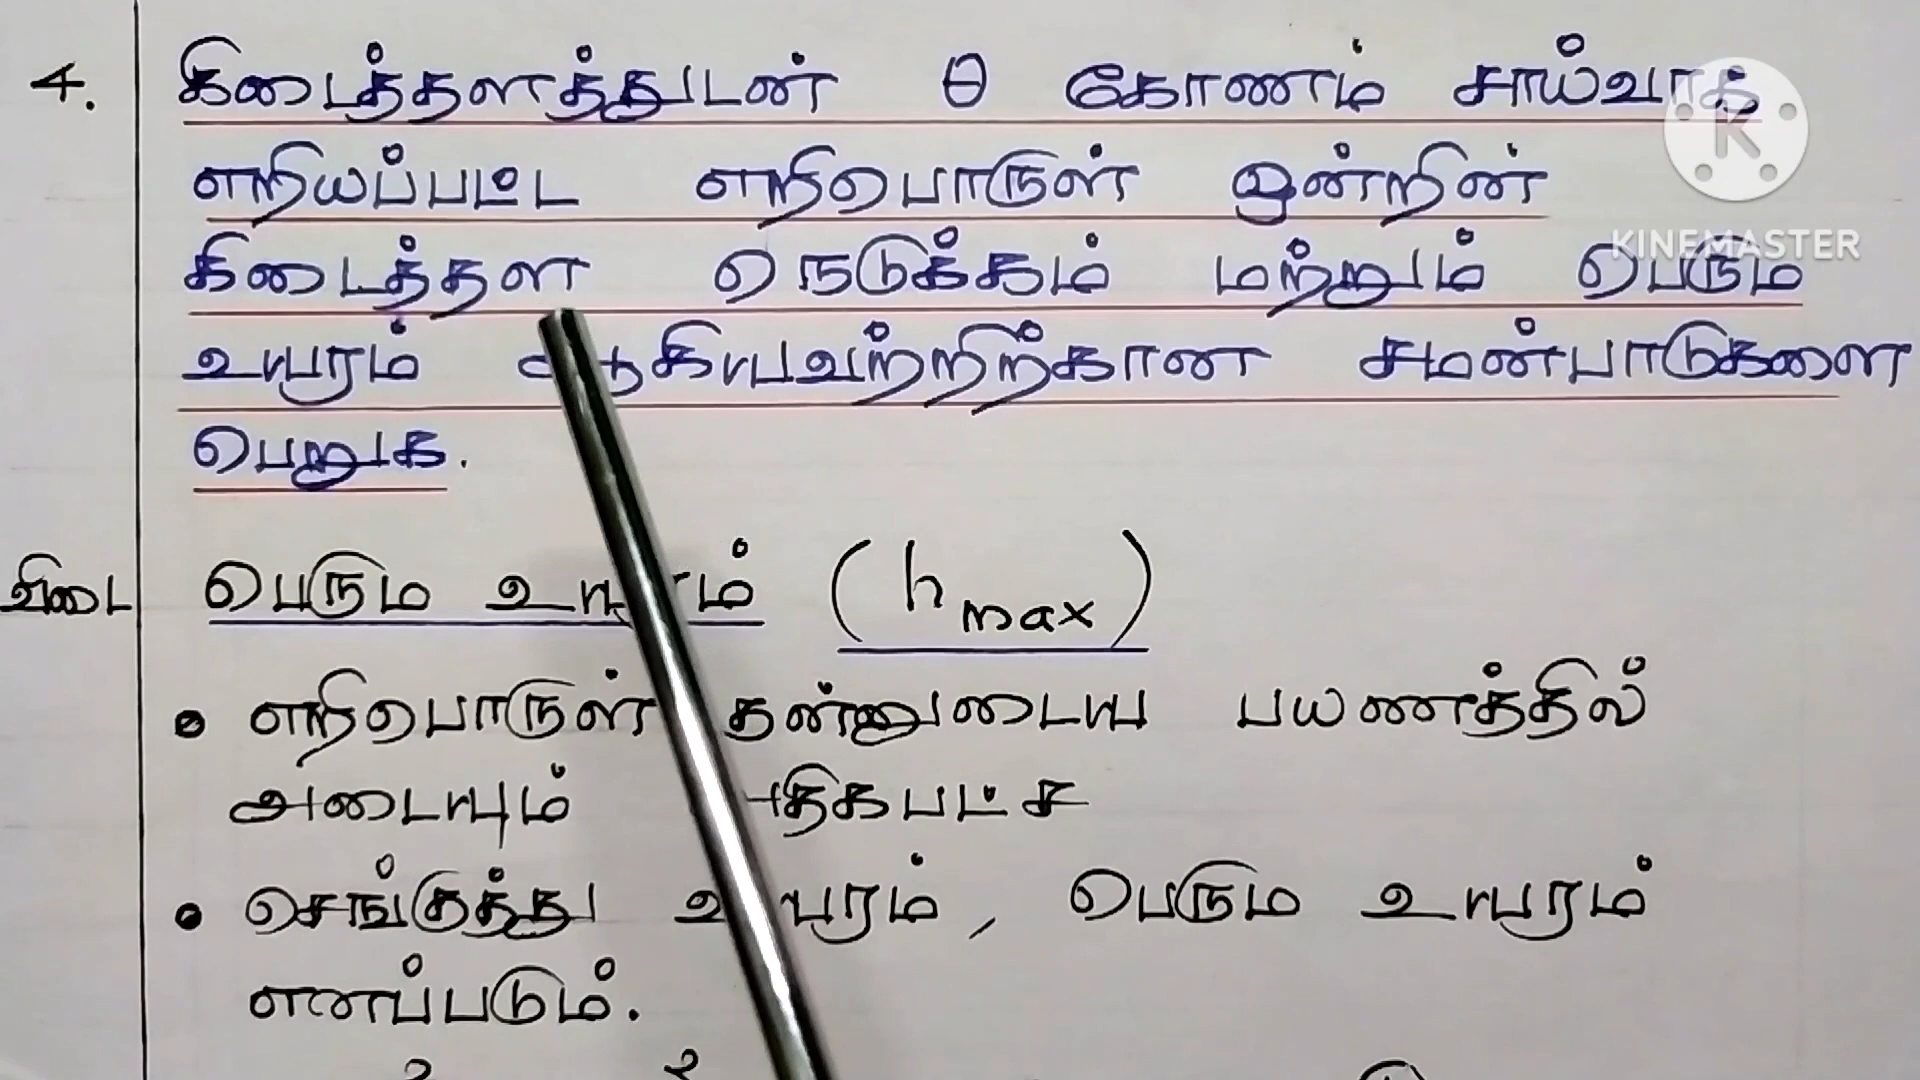 4. கிடைத்தளத்துடன் θ கோணம் சாய்வாக
எறியப்பட்ட எறிபொருள் ஒன்றின்
KINEMASTER
கிடைத்தள நெடுக்கம் மற்றும் பெரும
உயரம் ஆகியவற்றிற்கான சமன்பாடுகளை
பெறுக.
விடை பெரும உயரம் (hmax)
• எறிபொருள் தன்னுடைய பயணத்தில்
அடையும் அதிகபட்ச
• செங்குத்து உயரம், பெரும உயரம்
எனப்படும்.